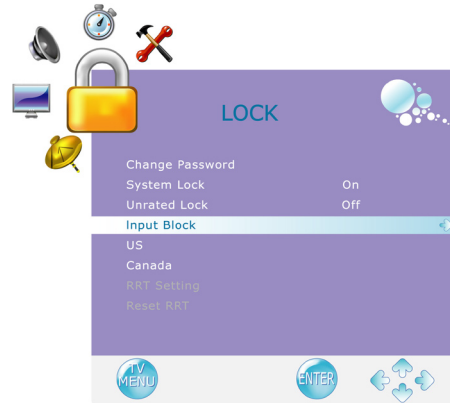 LOCK
Change Password
System Lock On
Unrated Lock Off
Input Block
US
Canada
RRT Setting
Reset RRT
TV
MENU
ENTER